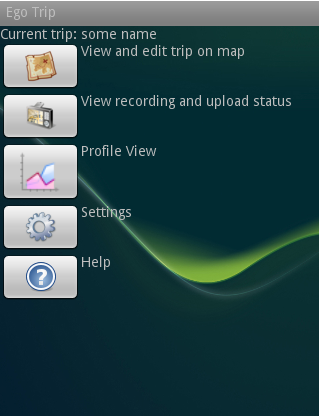 Ego Trip
Current trip: some name
View and edit trip on map
View recording and upload status
Profile View
Settings
?
Help